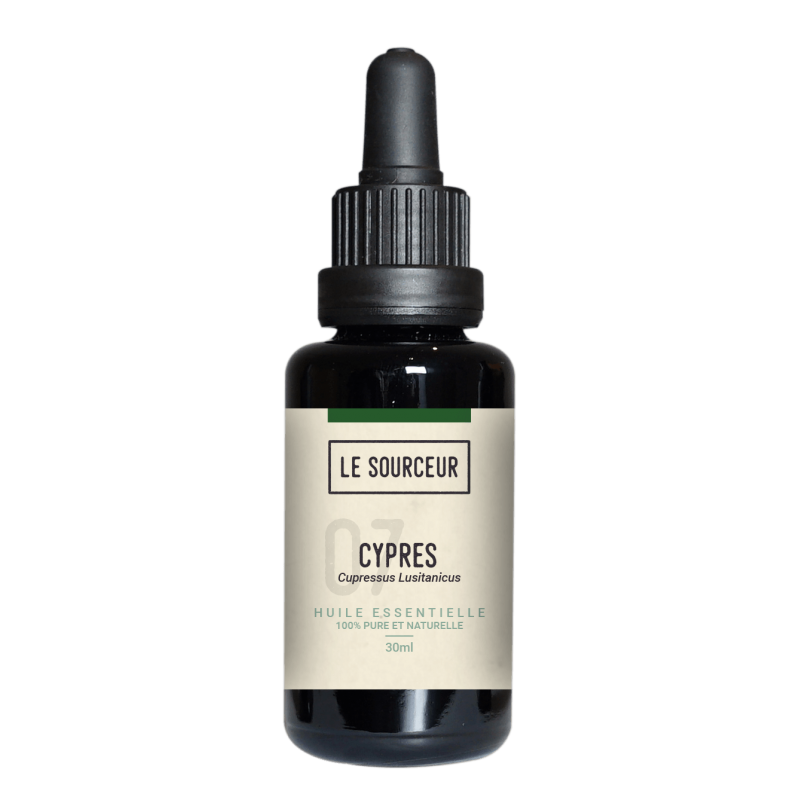 LE SOURCEUR
07
CYPRES
Cupressus Lusitanicus
HUILE ESSENTIELLE
100% PURE ET NATURELLE
30ml